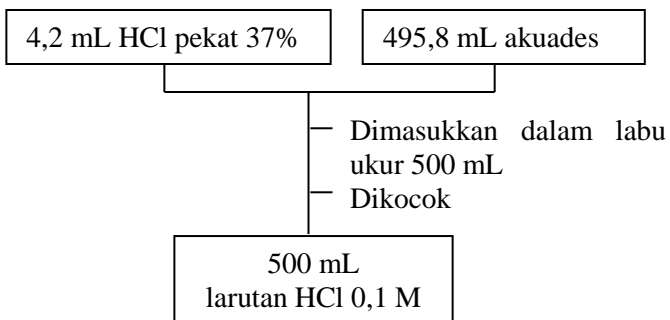 4,2 mL HCl pekat 37%
495,8 mL akuades
Dimasukkan dalam labu
ukur 500 mL
Dikocok
500 mL
larutan HCl 0,1 M